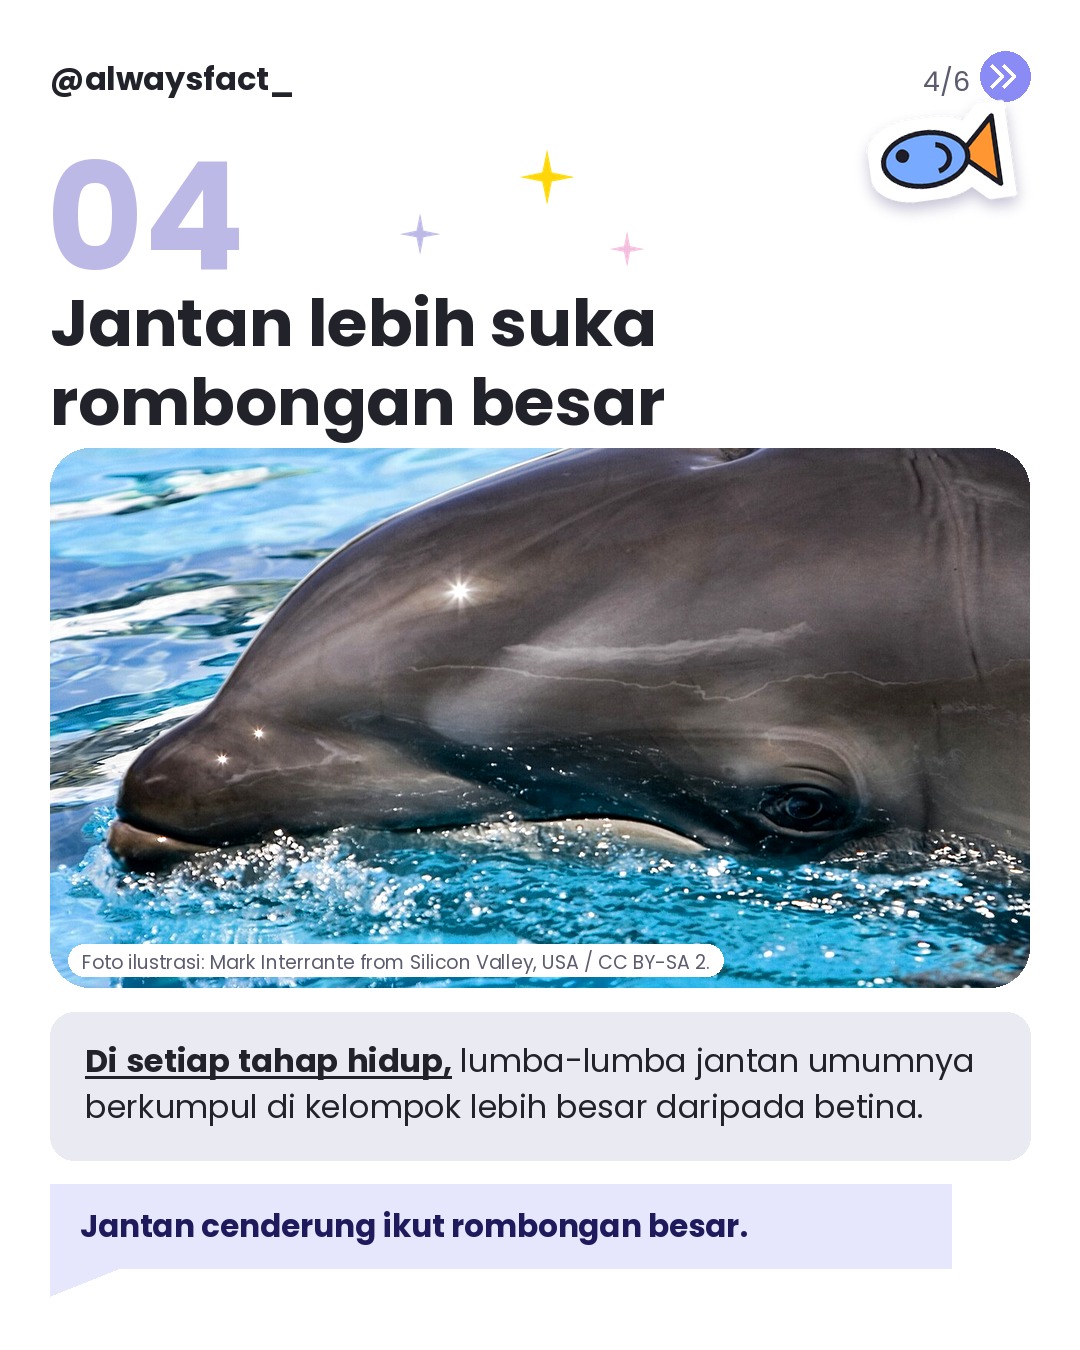 @alwaysfact_
4/6
04
Jantan lebih suka
rombongan besar
Foto ilustrasi: Mark Interrante from Silicon Valley, USA / CC BY-SA 2.
Di setiap tahap hidup, lumba-lumba jantan umumnya
berkumpul di kelompok lebih besar daripada betina.
Jantan cenderung ikut rombongan besar.